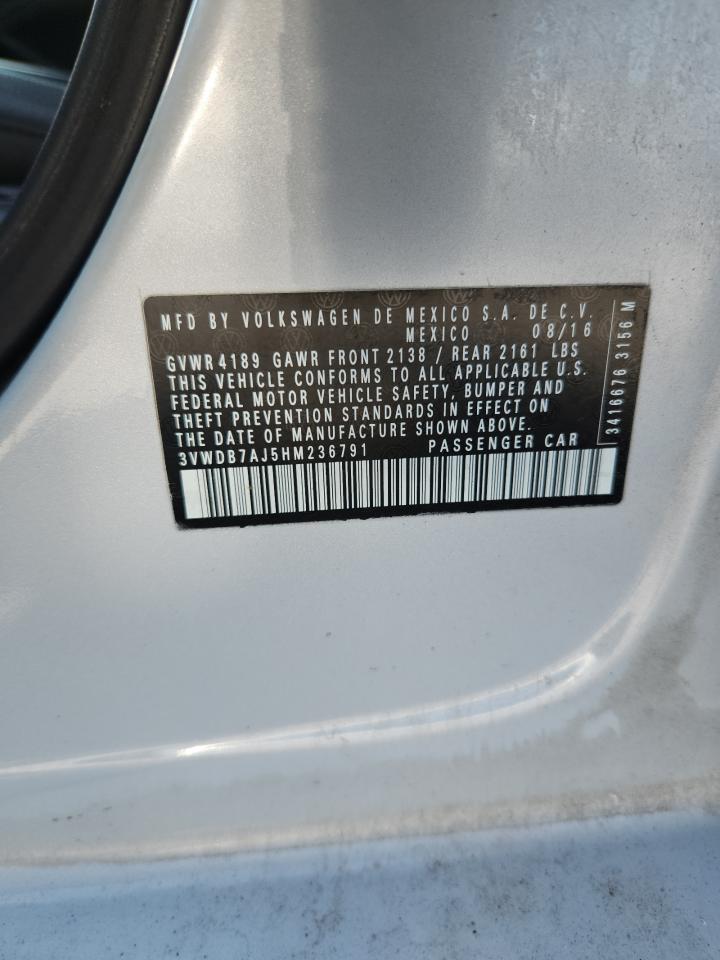 MFD BY VOLKSWAGEN DE MEXICO S.A. DE C.V.
MEXICO 08/16
GVWR 4189 GAWR FRONT 2138 / REAR 2161 LBS
THIS VEHICLE CONFORMS TO ALL APPLICABLE U.S.
FEDERAL MOTOR VEHICLE SAFETY, BUMPER AND
THEFT PREVENTION STANDARDS IN EFFECT ON
THE DATE OF MANUFACTURE SHOWN ABOVE.
3VWDB7AJ5HM236791 PASSENGER CAR
3416676 3156 M